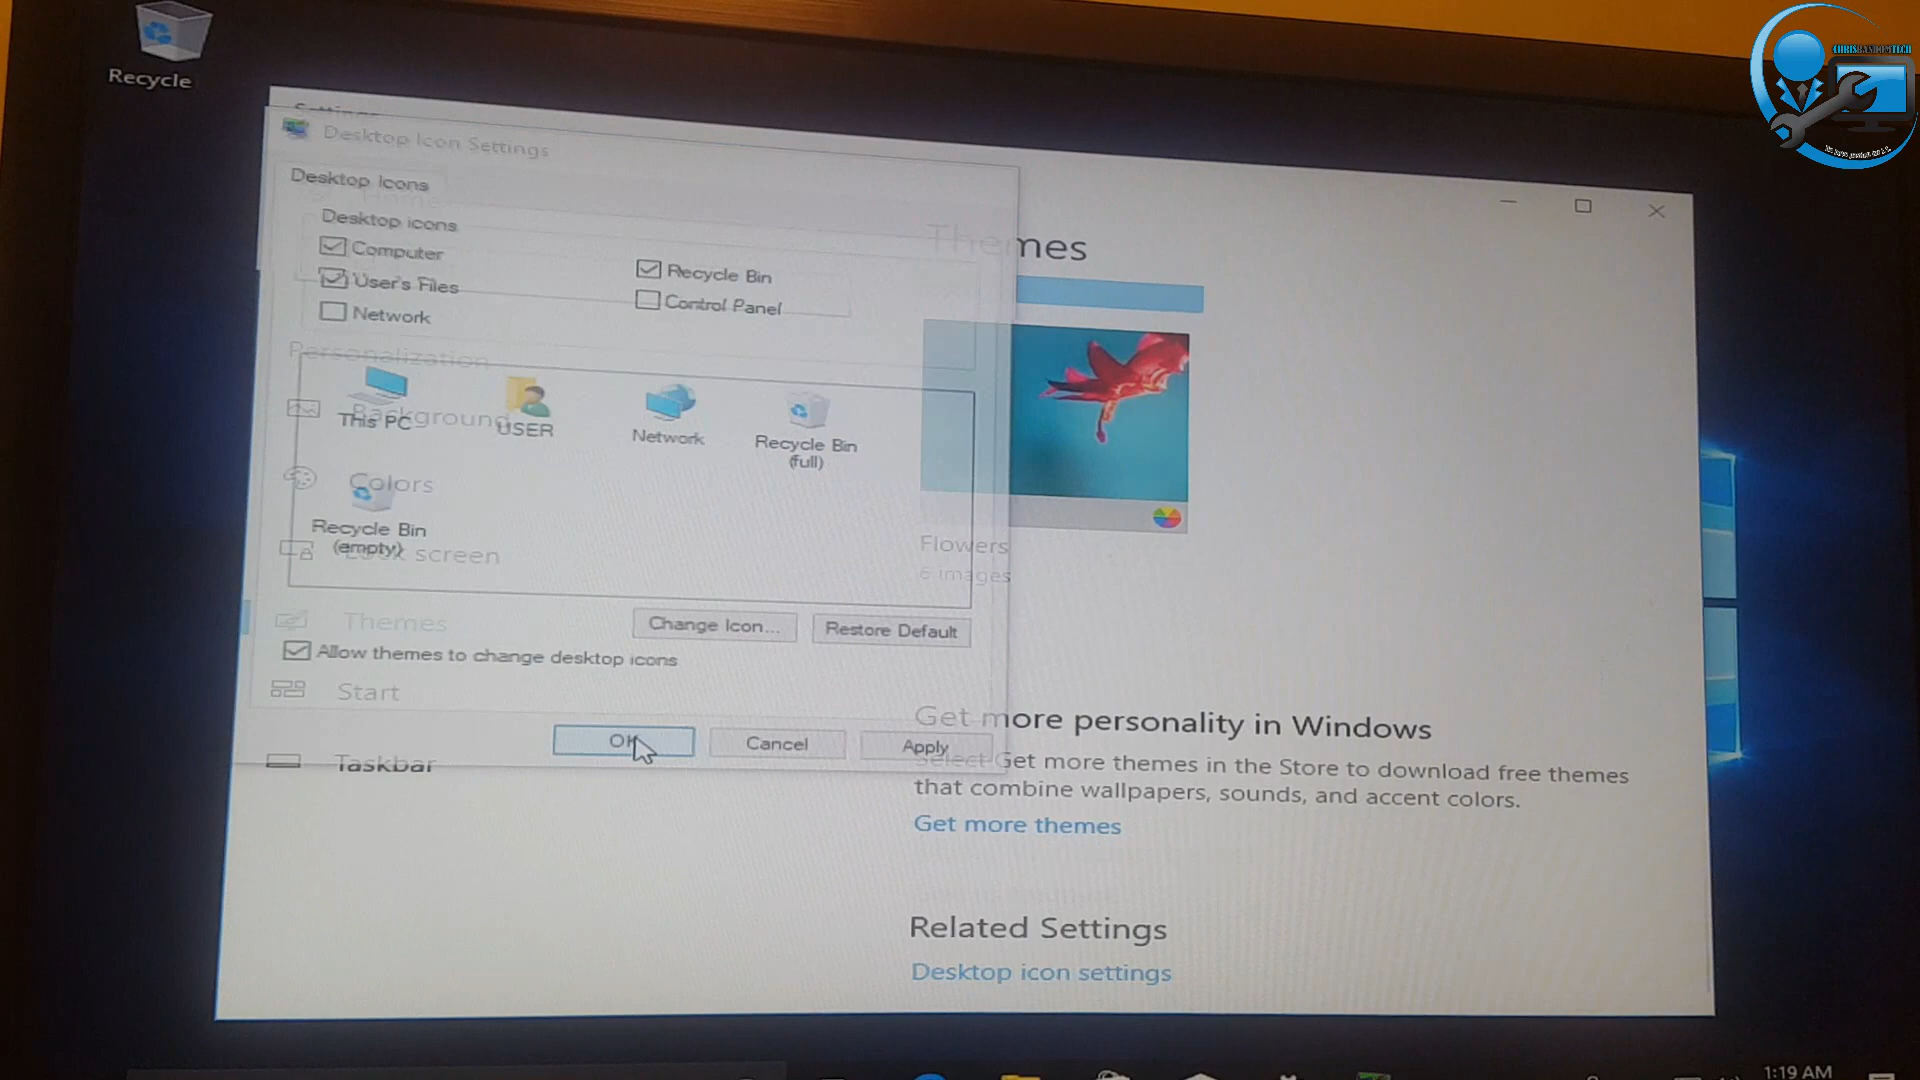 Recycle
CHRISRANDOMTECH
Settings
Desktop Icon Settings
Desktop Icons
Desktop icons
Computer
User's Files
Network
Recycle Bin
Control Panel
Themes
Personalization
Background
This PC
USER
Network
Recycle Bin
(full)
Colors
Recycle Bin
(empty)
Lock screen
Flowers
6 images
Themes
Change Icon...
Restore Default
Allow themes to change desktop icons
Start
OK
Cancel
Apply
Taskbar
Get more personality in Windows
Select Get more themes in the Store to download free themes
that combine wallpapers, sounds, and accent colors.
Get more themes
Related Settings
Desktop icon settings
1:19 AM